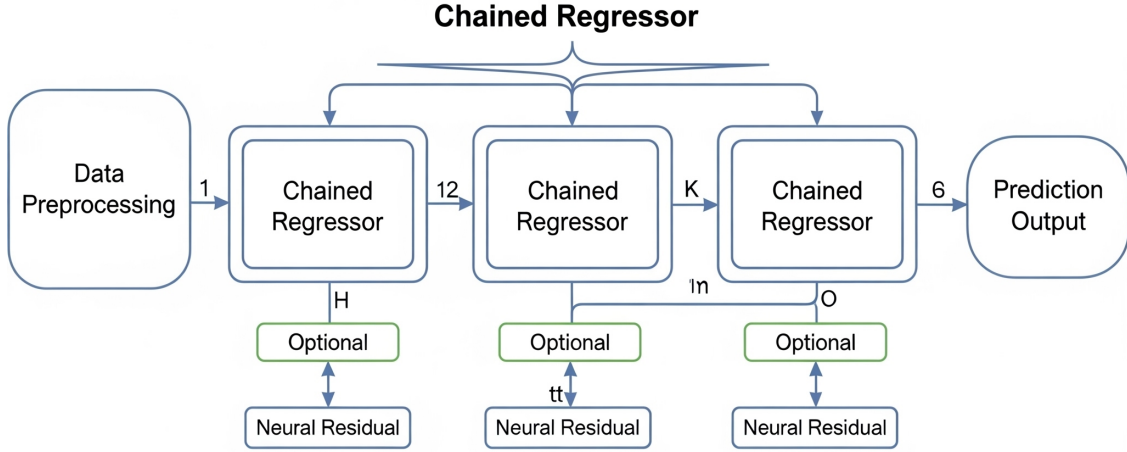 Chained Regressor
Data
Preprocessing
1
Chained
Regressor
12
Chained
Regressor
K
Chained
Regressor
6
Prediction
Output
H
O
Optional
Optional
Optional
tt
Neural Residual
Neural Residual
Neural Residual